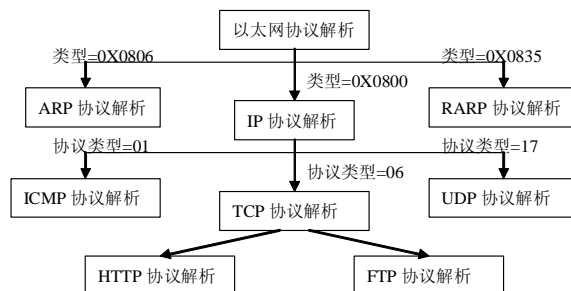 以太网协议解析
类型=0X0806
类型=0X0835
类型=0X0800
ARP 协议解析
IP 协议解析
RARP 协议解析
协议类型=01
协议类型=17
协议类型=06
ICMP 协议解析
TCP 协议解析
UDP 协议解析
HTTP 协议解析
FTP 协议解析